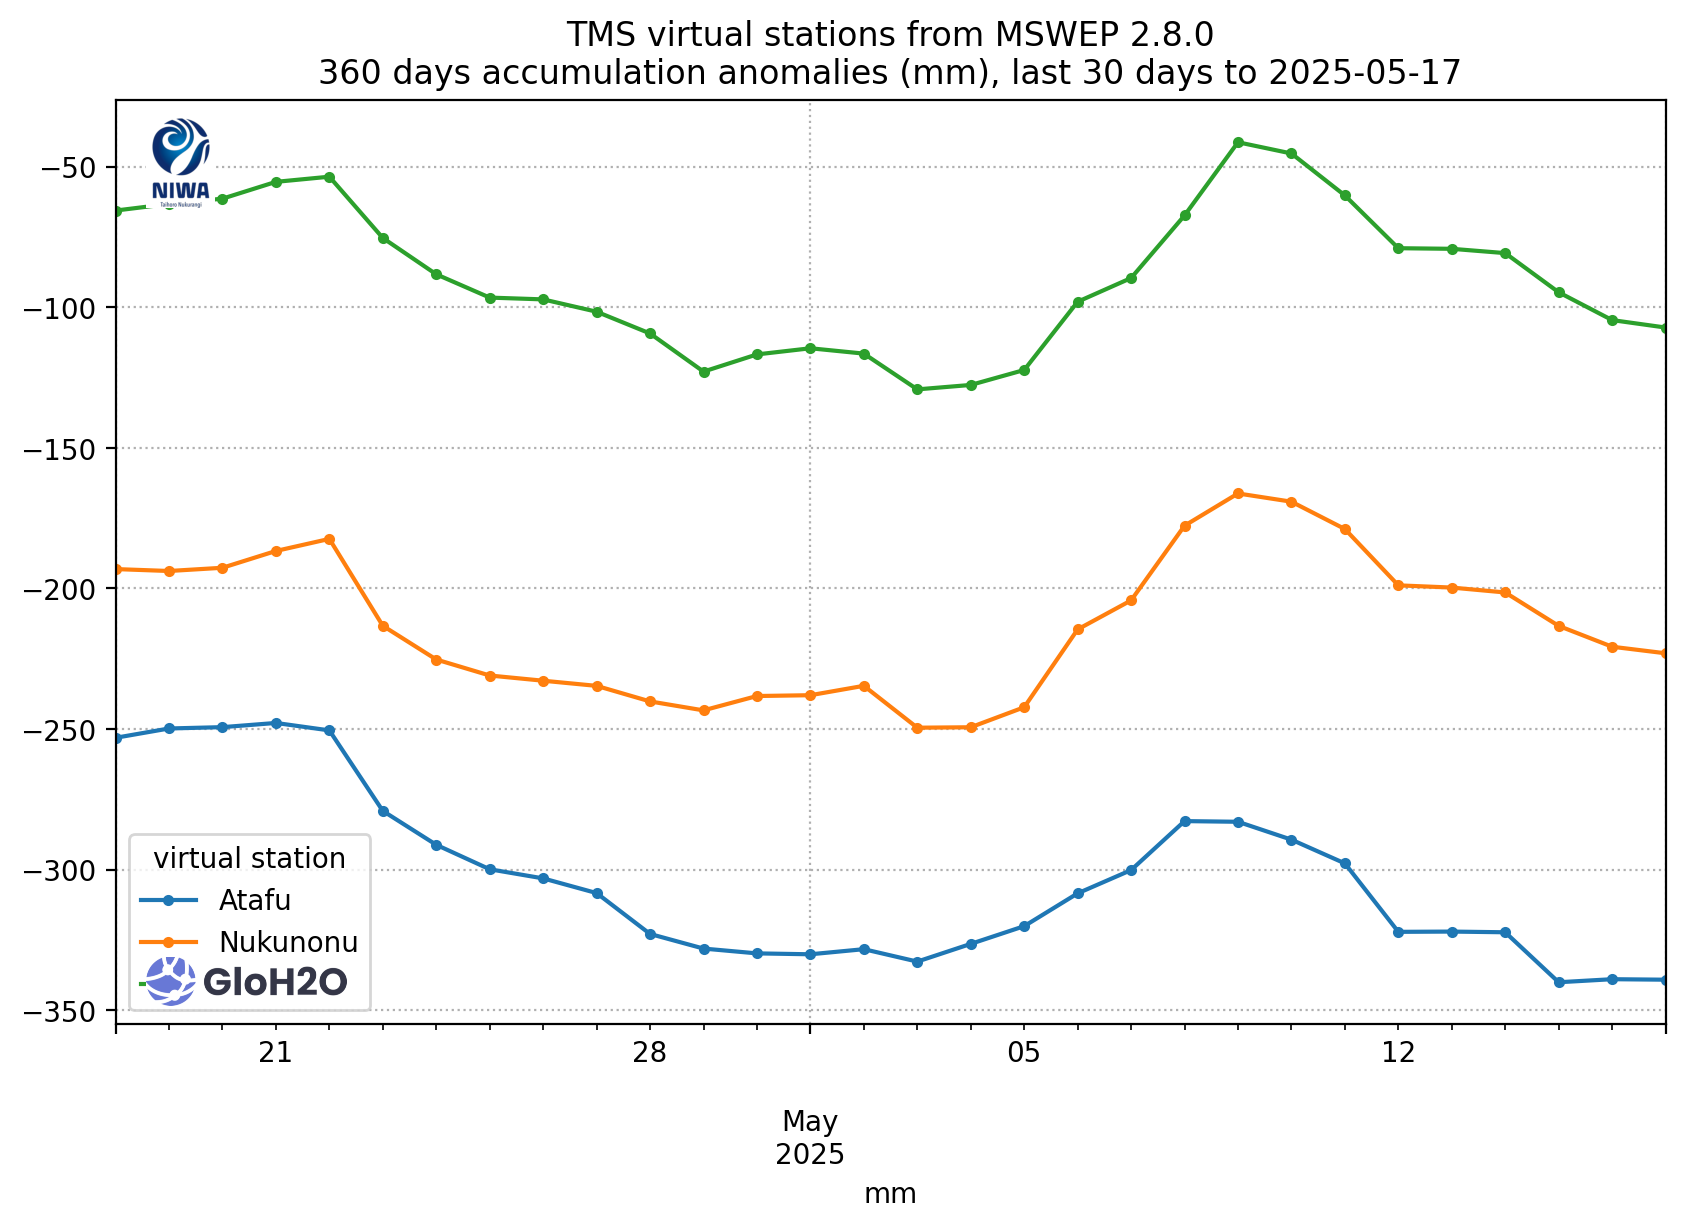 TMS virtual stations from MSWEP 2.8.0
360 days accumulation anomalies (mm), last 30 days to 2025-05-17
NIWA
Taihoro Nukurangi
−50
−100
−150
−200
−250
−300
−350
virtual station
Atafu
Nukunonu
GloH2O
21 28 05 12
May
2025
mm